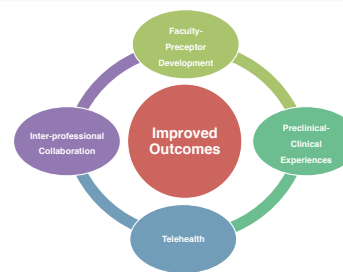 Faculty-
Preceptor
Development
Inter-professional
Collaboration
Improved
Outcomes
Preclinical-
Clinical
Experiences
Telehealth